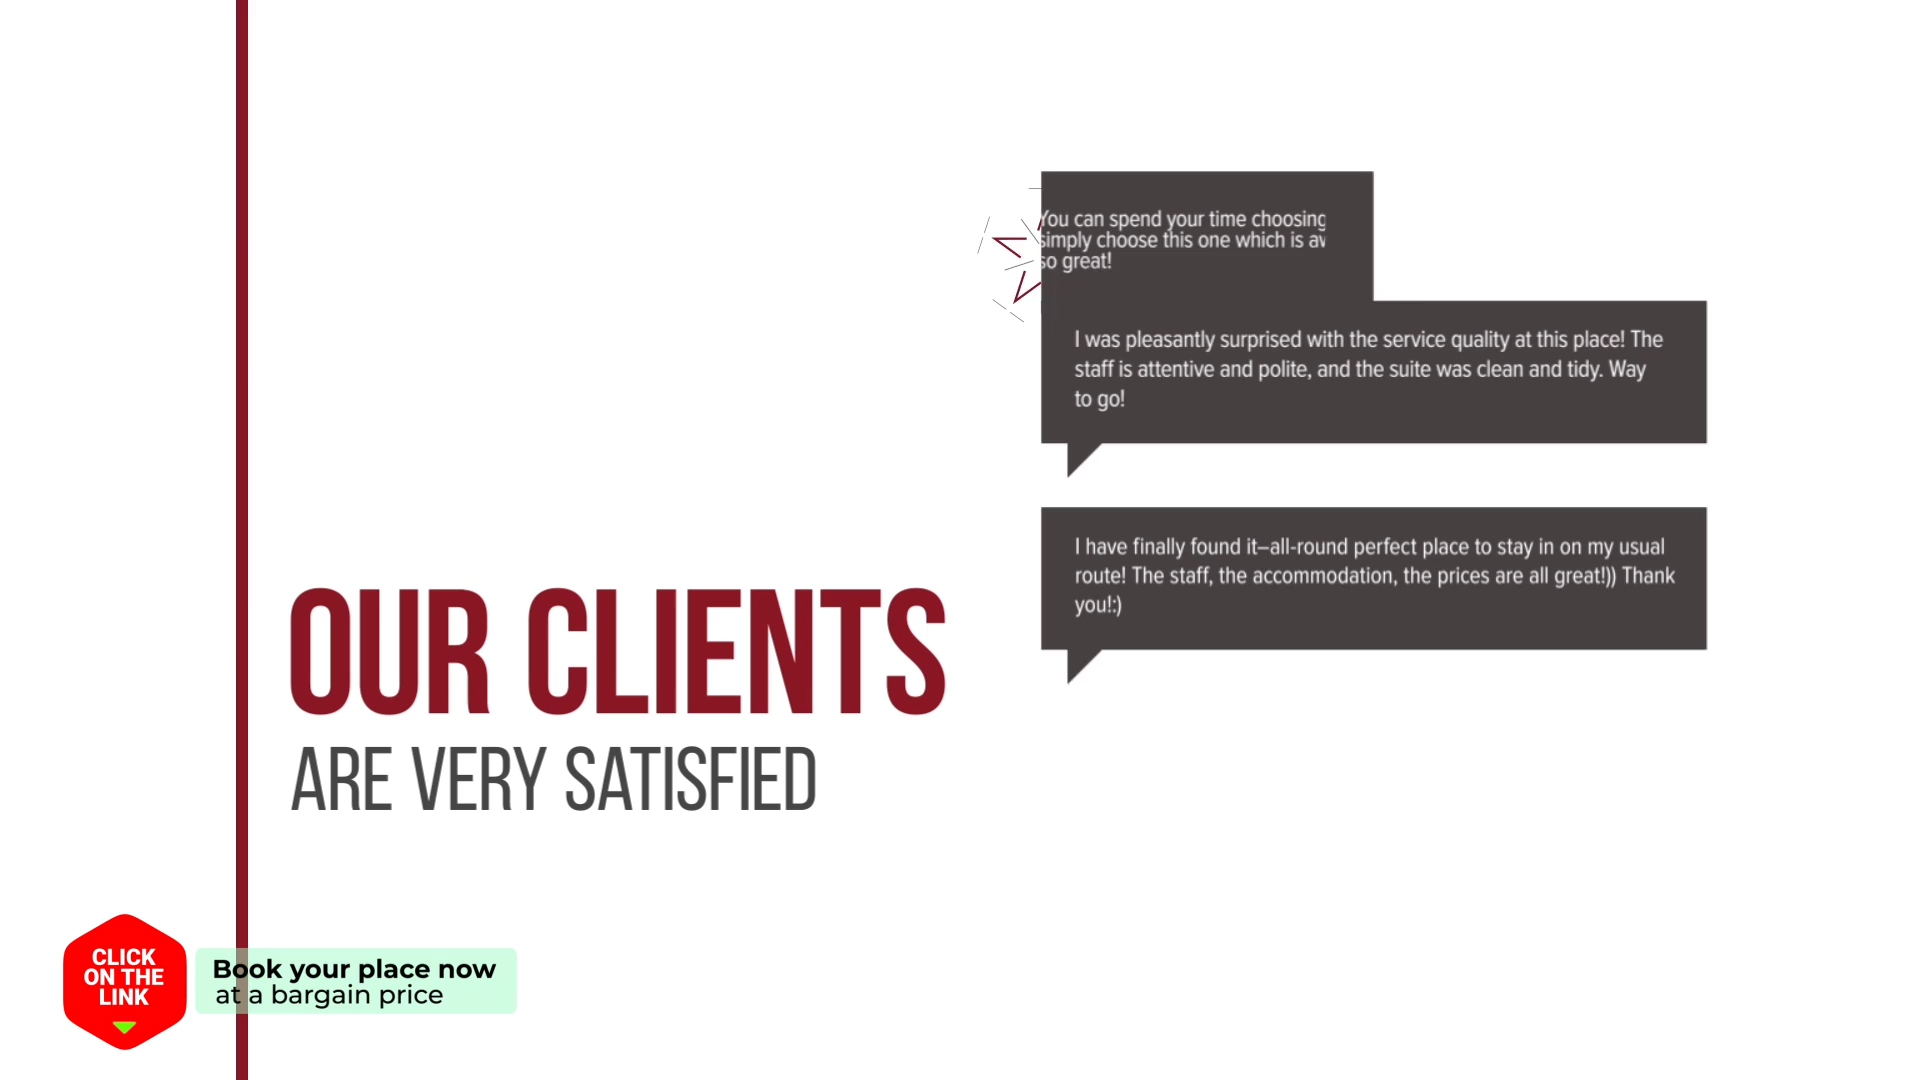 You can spend your time choosing
simply choose this one which is
so great!
I was pleasantly surprised with the service quality at this place! The
staff is attentive and polite, and the suite was clean and tidy. Way
to go!
I have finally found it–all-round perfect place to stay in on my usual
route! The staff, the accommodation, the prices are all great!)) Thank
you!:)
OUR CLIENTS
ARE VERY SATISFIED
CLICK
ON THE
LINK
Book your place now
at a bargain price